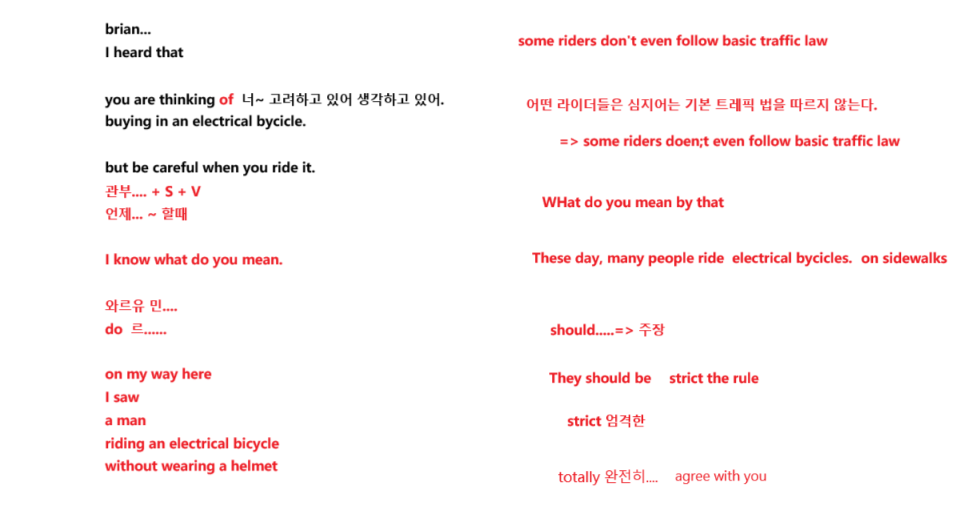 brian...
I heard that
you are thinking of 너~ 고려하고 있어 생각하고 있어.
buying in an electrical bycicle.
but be careful when you ride it.
관부.... + S + V
언제... ~ 할때
I know what do you mean.
와르유 민....
do 르......
on my way here
I saw
a man
riding an electrical bicycle
without wearing a helmet
some riders don't even follow basic traffic law
어떤 라이더들은 심지어는 기본 트레픽 법을 따르지 않는다.
=> some riders doen;t even follow basic traffic law
WHat do you mean by that
These day, many people ride electrical bycicles. on sidewalks
should.....=> 주장
They should be strict the rule
strict 엄격한
totally 완전히.... agree with you